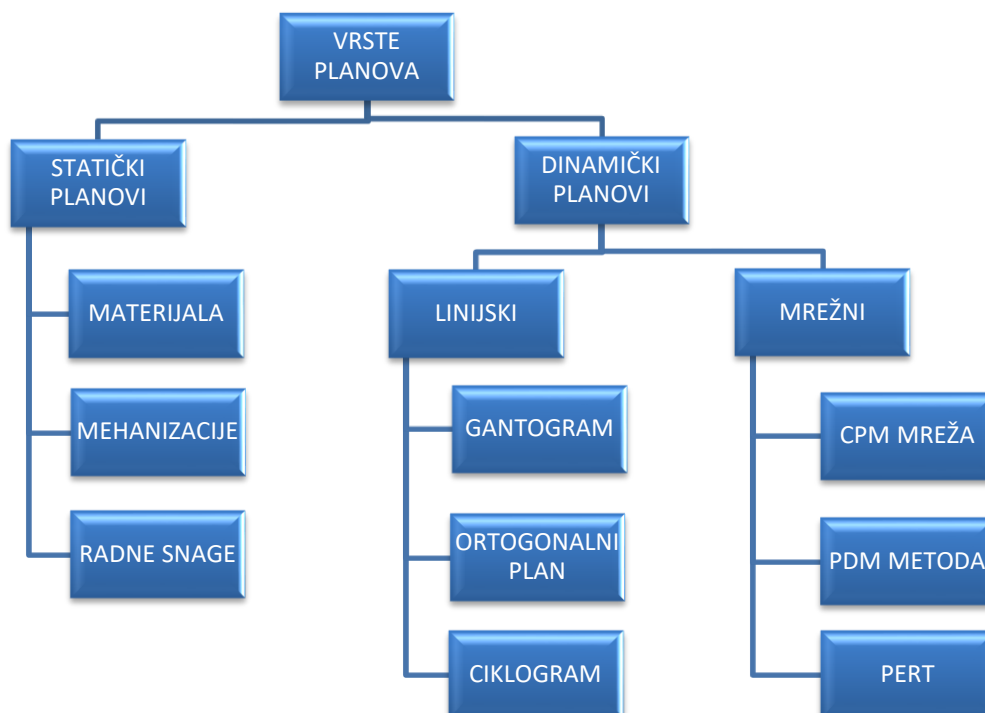 VRSTE
PLANOVA
STATIČKI
PLANOVI
MATERIJALA
MEHANIZACIJE
RADNE SNAGE
DINAMIČKI
PLANOVI
LINIJSKI
GANTOGRAM
ORTOGONALNI
PLAN
CIKLOGRAM
MREŽNI
CPM MREŽA
PDM METODA
PERT